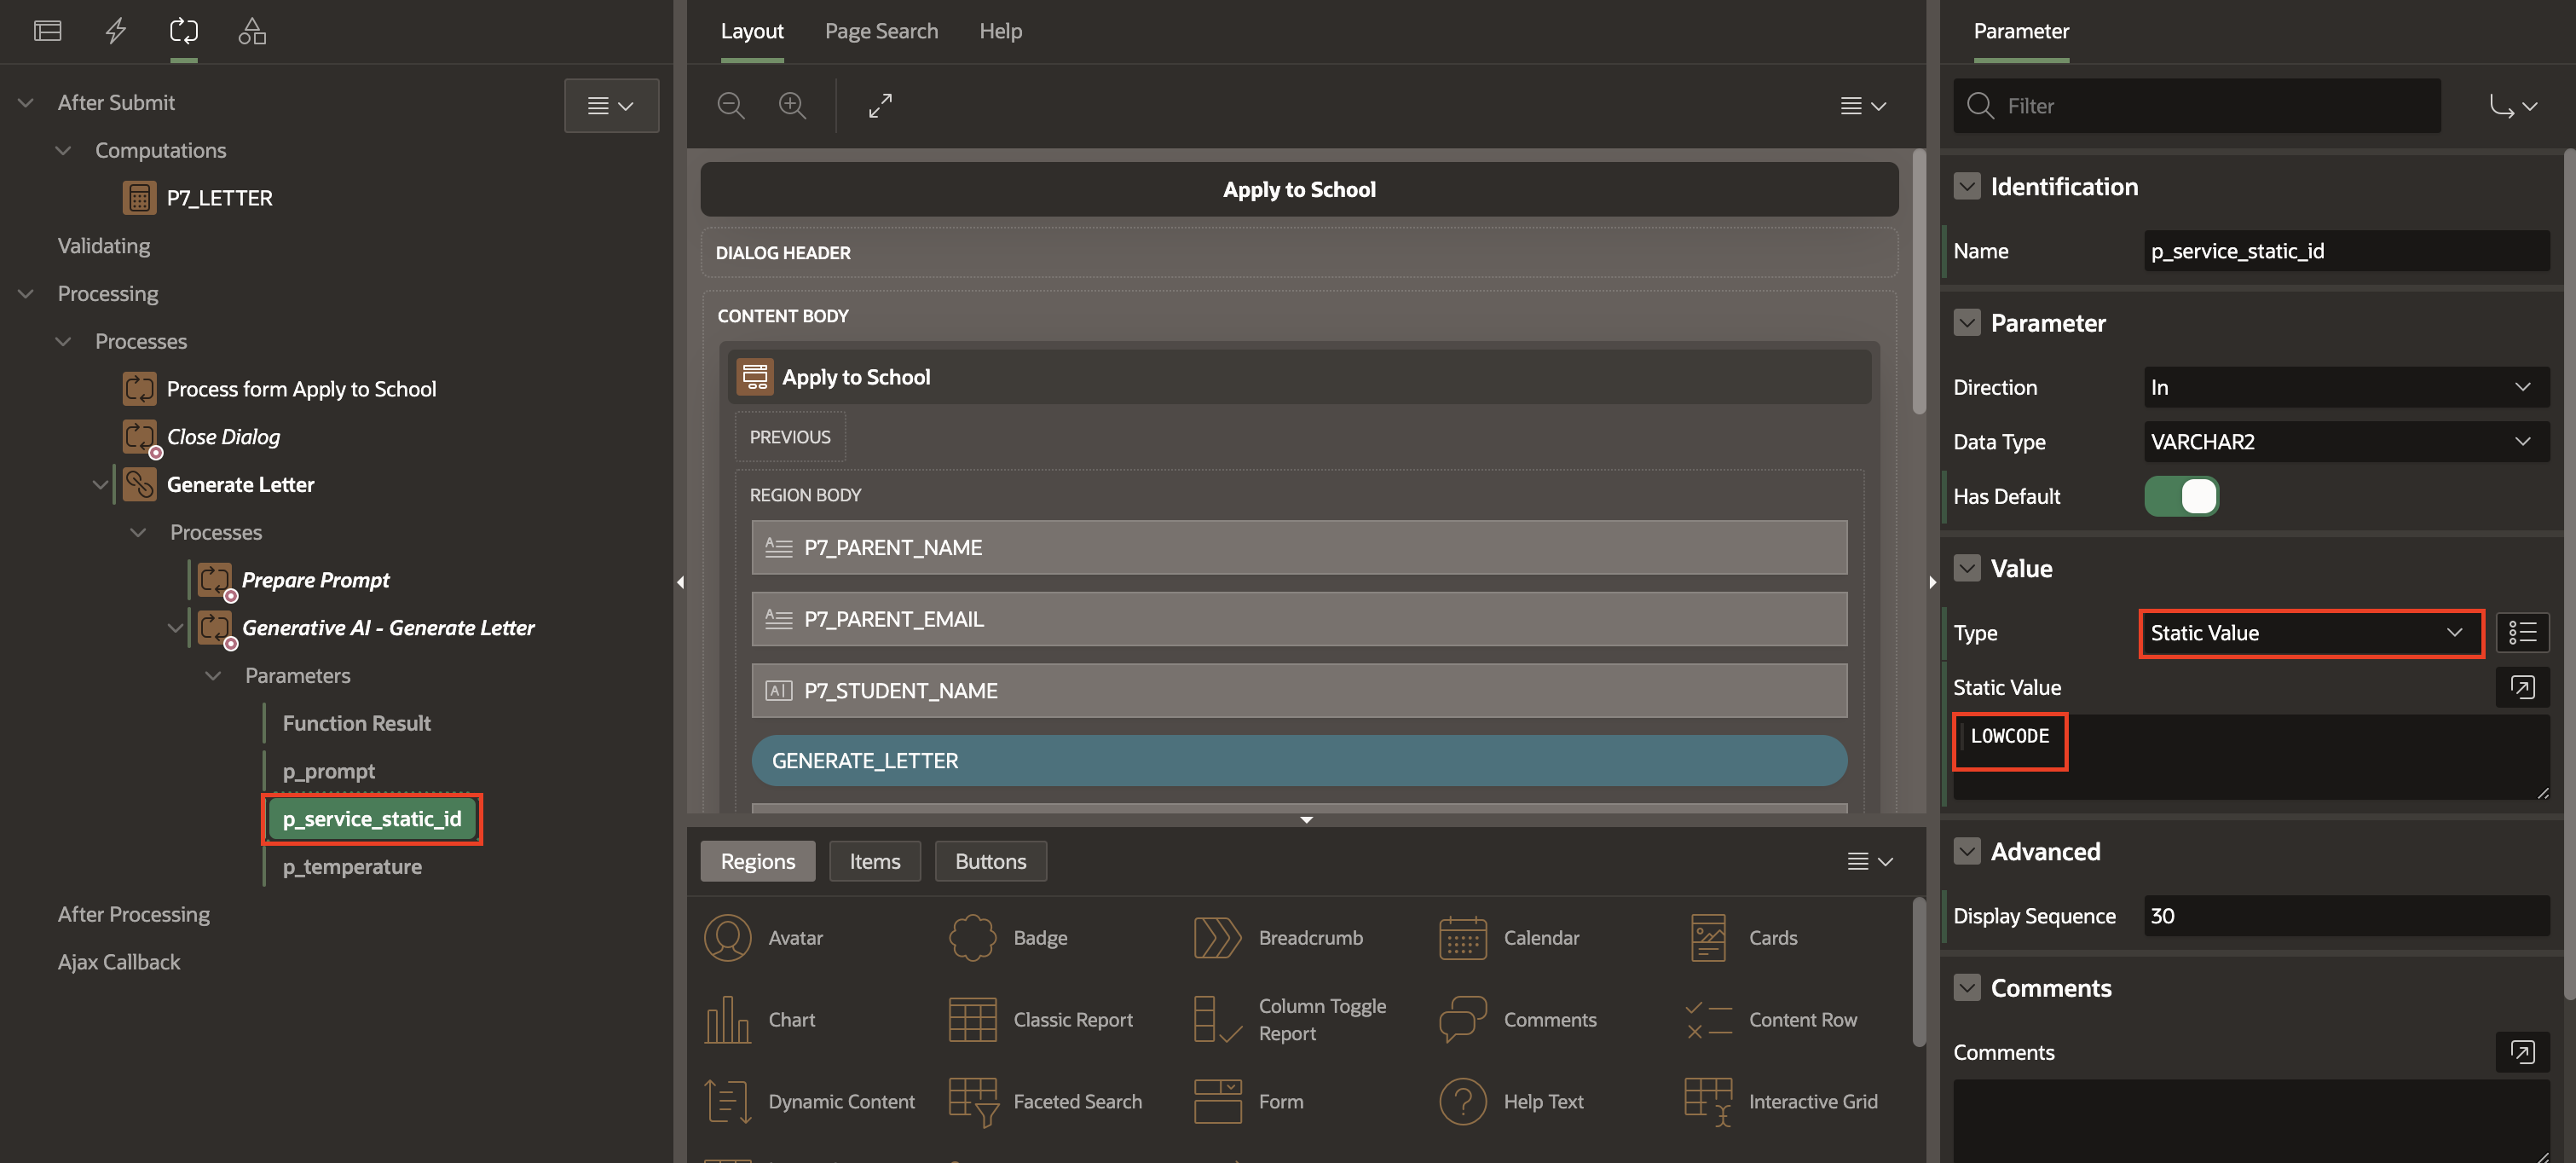 After Submit
Computations
P7_LETTER
Validating
Processing
Processes
Process form Apply to School
Close Dialog
Generate Letter
Processes
Prepare Prompt
Generative AI - Generate Letter
Parameters
Function Result
p_prompt
p_service_static_id
p_temperature
After Processing
Ajax Callback
Layout
Page Search
Help
Apply to School
DIALOG HEADER
CONTENT BODY
Apply to School
PREVIOUS
REGION BODY
P7_PARENT_NAME
P7_PARENT_EMAIL
P7_STUDENT_NAME
GENERATE_LETTER
Regions
Items
Buttons
Avatar
Badge
Breadcrumb
Calendar
Cards
Chart
Classic Report
Column Toggle
Report
Comments
Content Row
Dynamic Content
Faceted Search
Form
Help Text
Interactive Grid
Parameter
Filter
Identification
Name
p_service_static_id
Parameter
Direction
In
Data Type
VARCHAR2
Has Default
Value
Type
Static Value
Static Value
LOWCODE
Advanced
Display Sequence
30
Comments
Comments